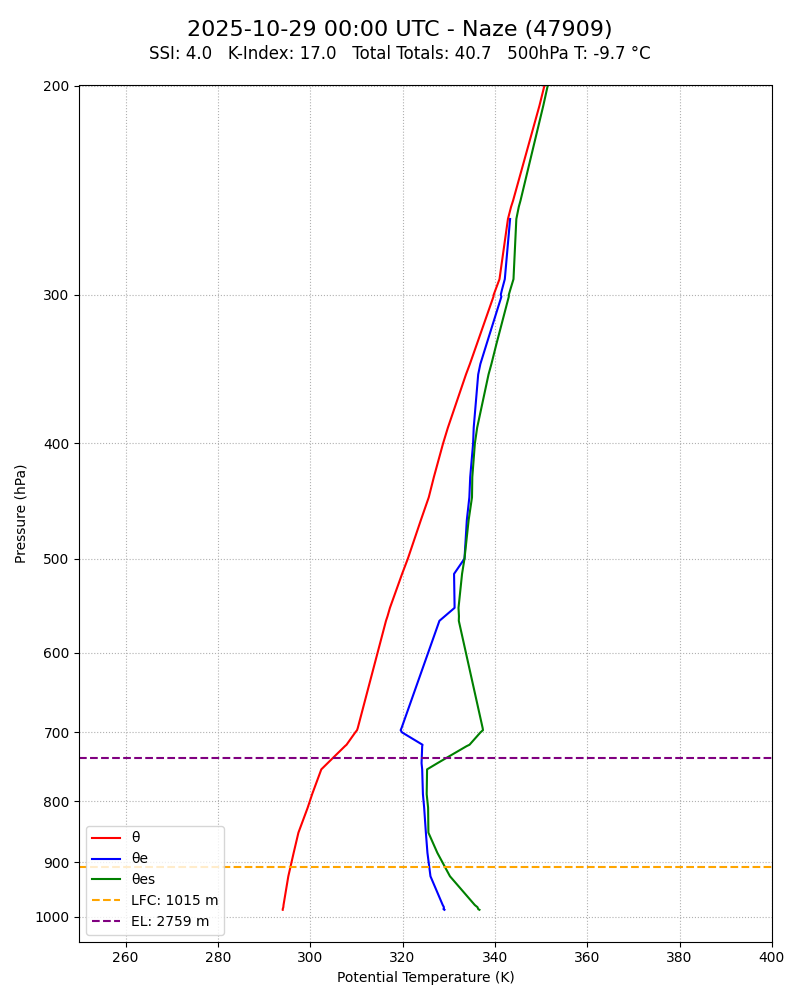 2025-10-29 00:00 UTC - Naze (47909)
SSI: 4.0   K-Index: 17.0   Total Totals: 40.7   500hPa T: -9.7 °C
200
300
400
500
600
700
800
900
1000
Pressure (hPa)
θ
θe
θes
LFC: 1015 m
EL: 2759 m
260 280 300 320 340 360 380 400
Potential Temperature (K)